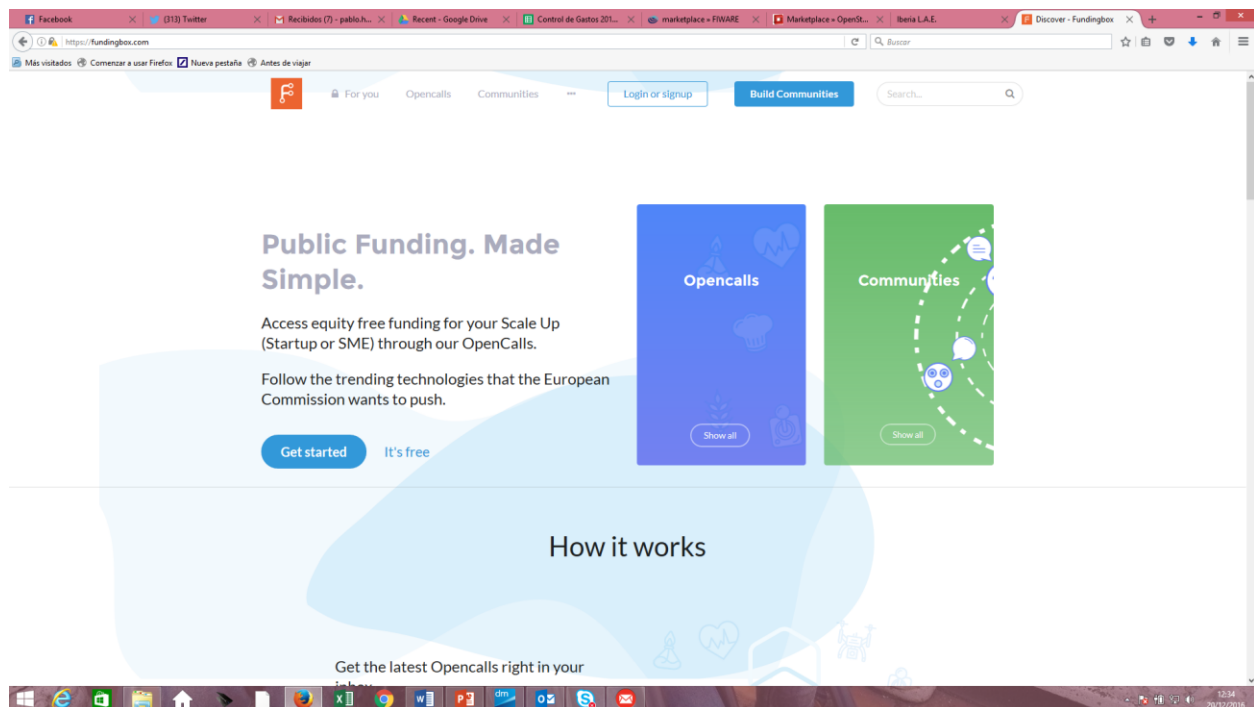 Facebook
(313) Twitter
Recibidos (7) - pablo.h...
Recent - Google Drive
Control de Gastos 201...
marketplace » FIWARE
Marketplace » OpenSt...
Iberia L.A.E.
Discover - Fundingbox
https://fundingbox.com
Buscar
Más visitados
Comenzar a usar Firefox
Nueva pestaña
Antes de viajar
For you
Opencalls
Communities
Login or signup
Build Communities
Search...
Public Funding. Made
Simple.
Access equity free funding for your Scale Up
(Startup or SME) through our OpenCalls.
Follow the trending technologies that the European
Commission wants to push.
Get started
It's free
Opencalls
Show all
Communities
Show all
How it works
Get the latest Opencalls right in your
inbox
dm
12:34
20/12/2016